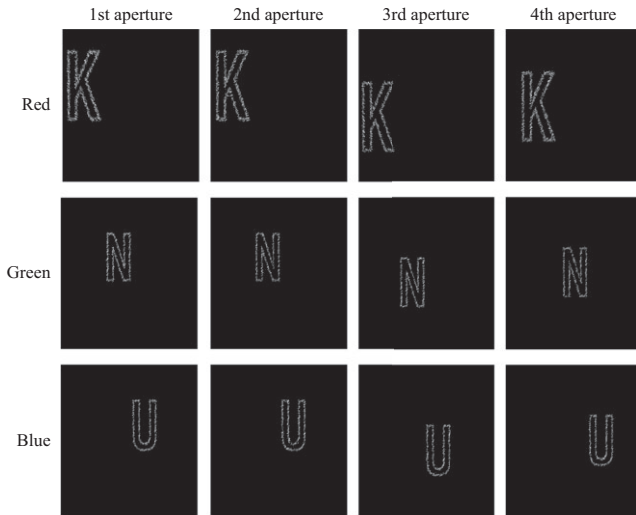 1st aperture 2nd aperture 3rd aperture 4th aperture
Red K K K K
Green N N N N
Blue U U U U